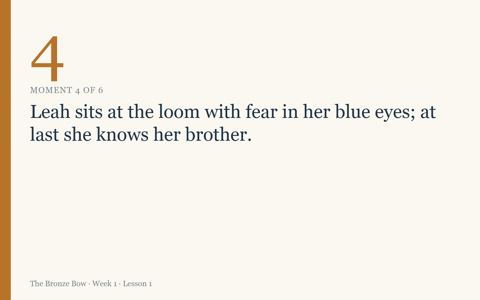 4
MOMENT 4 OF 6
Leah sits at the loom with fear in her blue eyes; at
last she knows her brother.
The Bronze Bow · Week 1 · Lesson 1